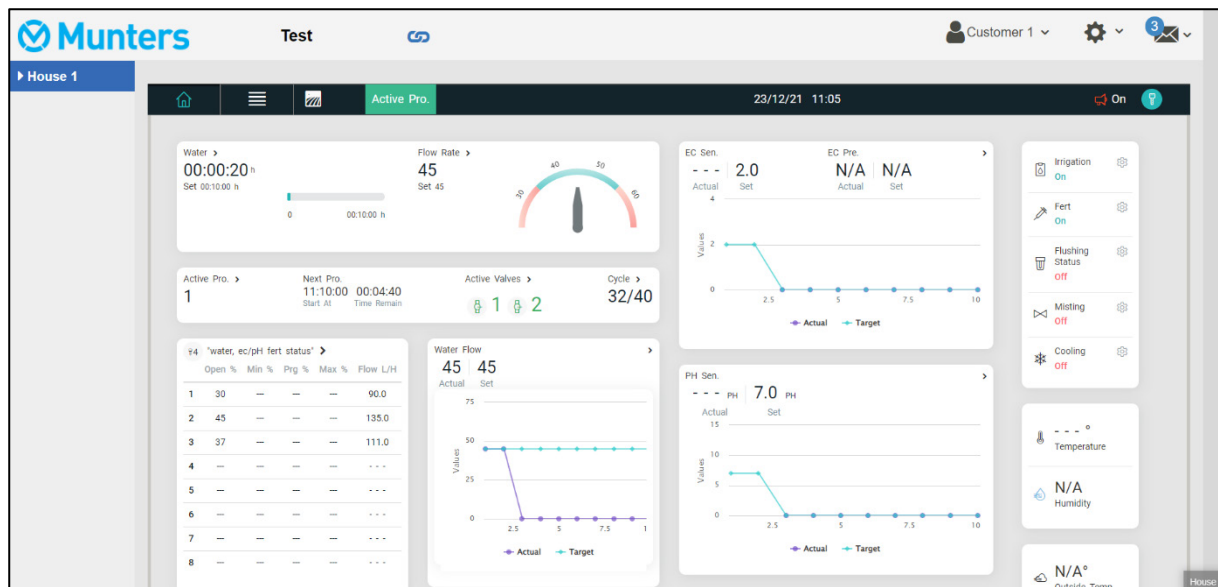 Munters
Test
Customer 1
3
House 1
Active Pro.
23/12/21 11:05
On
Water >
00:00:20 h
Set 00:10:00 h
0 00:10:00 h
Flow Rate >
45
Set 45
30 40 50 60
Active Pro. >
1
Next Pro.
11:10:00 00:04:40
Start At Time Remain
Active Valves >
1 2
Cycle >
32/40
4 "water, ec/pH fert status" >
Open % Min % Prg % Max % Flow L/H
1 30 — — — 90.0
2 45 — — — 135.0
3 37 — — — 111.0
4 — — — — - - -
5 — — — — - - -
6 — — — — - - -
7 — — — — - - -
8 — — — — - - -
Water Flow >
45 45
Actual Set
75
50
25
0
Values
2.5 5 7.5 1
Actual Target
EC Sen. EC Pre. >
- - - 2.0 N/A N/A
Actual Set Actual Set
4
2
0
Values
2.5 5 7.5 10
Actual Target
PH Sen. >
- - - PH 7.0 PH
Actual Set
15
10
5
0
Values
2.5 5 7.5 10
Actual Target
Irrigation
On
Fert
On
Flushing
Status
Off
Misting
Off
Cooling
Off
- - - °
Temperature
N/A
Humidity
N/A°
Outside Temp
House